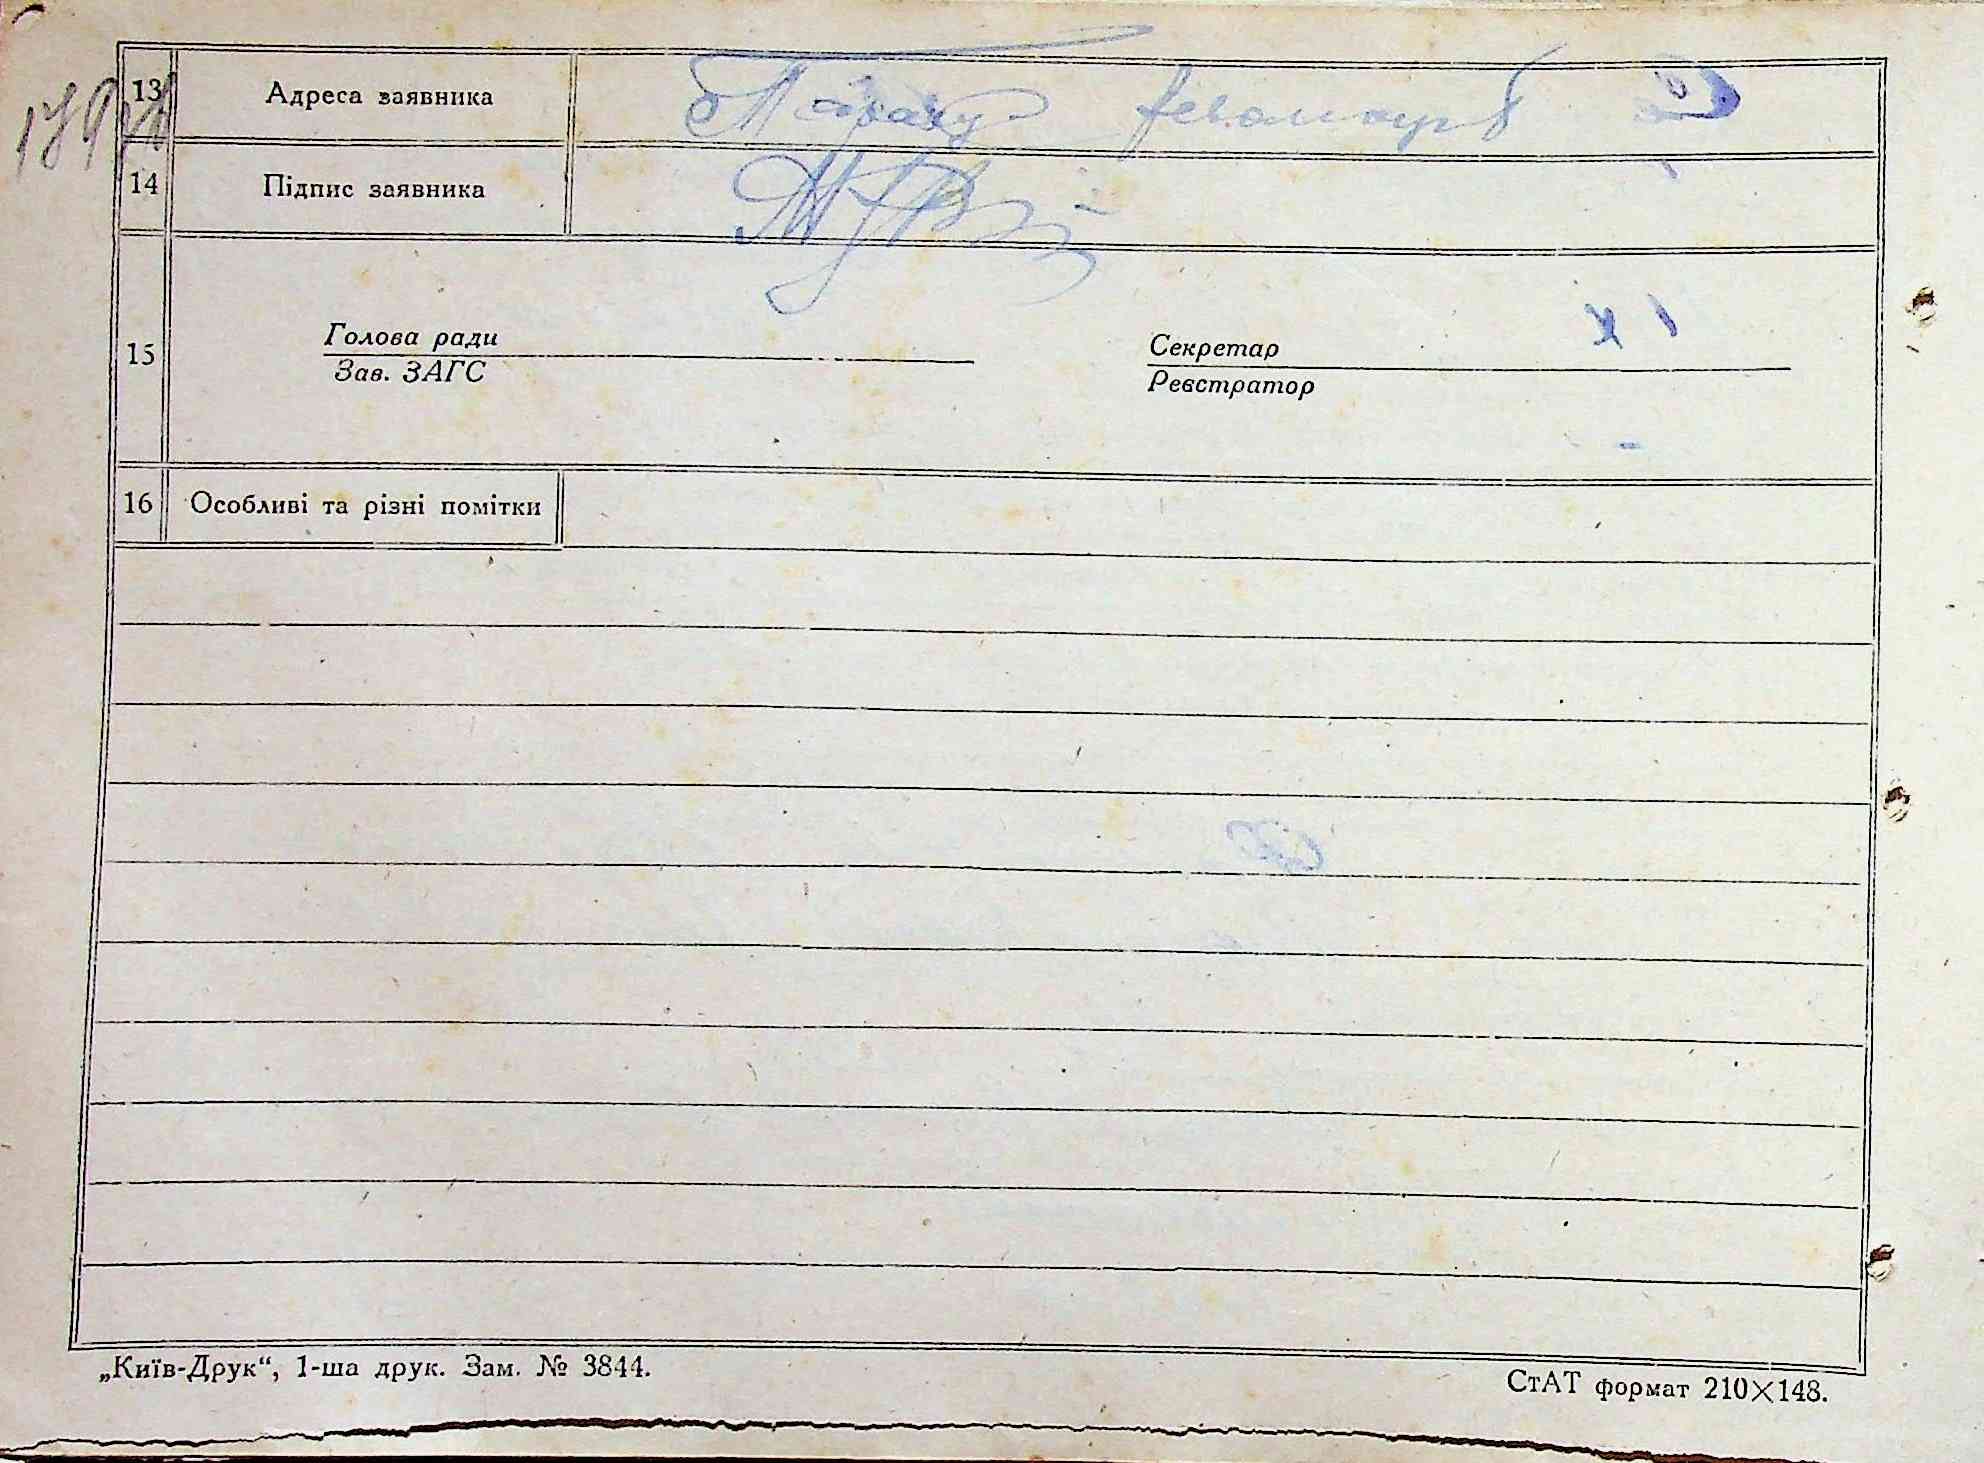 13 Адреса заявника
14 Підпис заявника
15 Голова ради Секретар
Зав. ЗАГС Реєстратор
16 Особливі та різні помітки
„Київ-Друк“, 1-ша друк. Зам. № 3844. СтАТ формат 210×148.